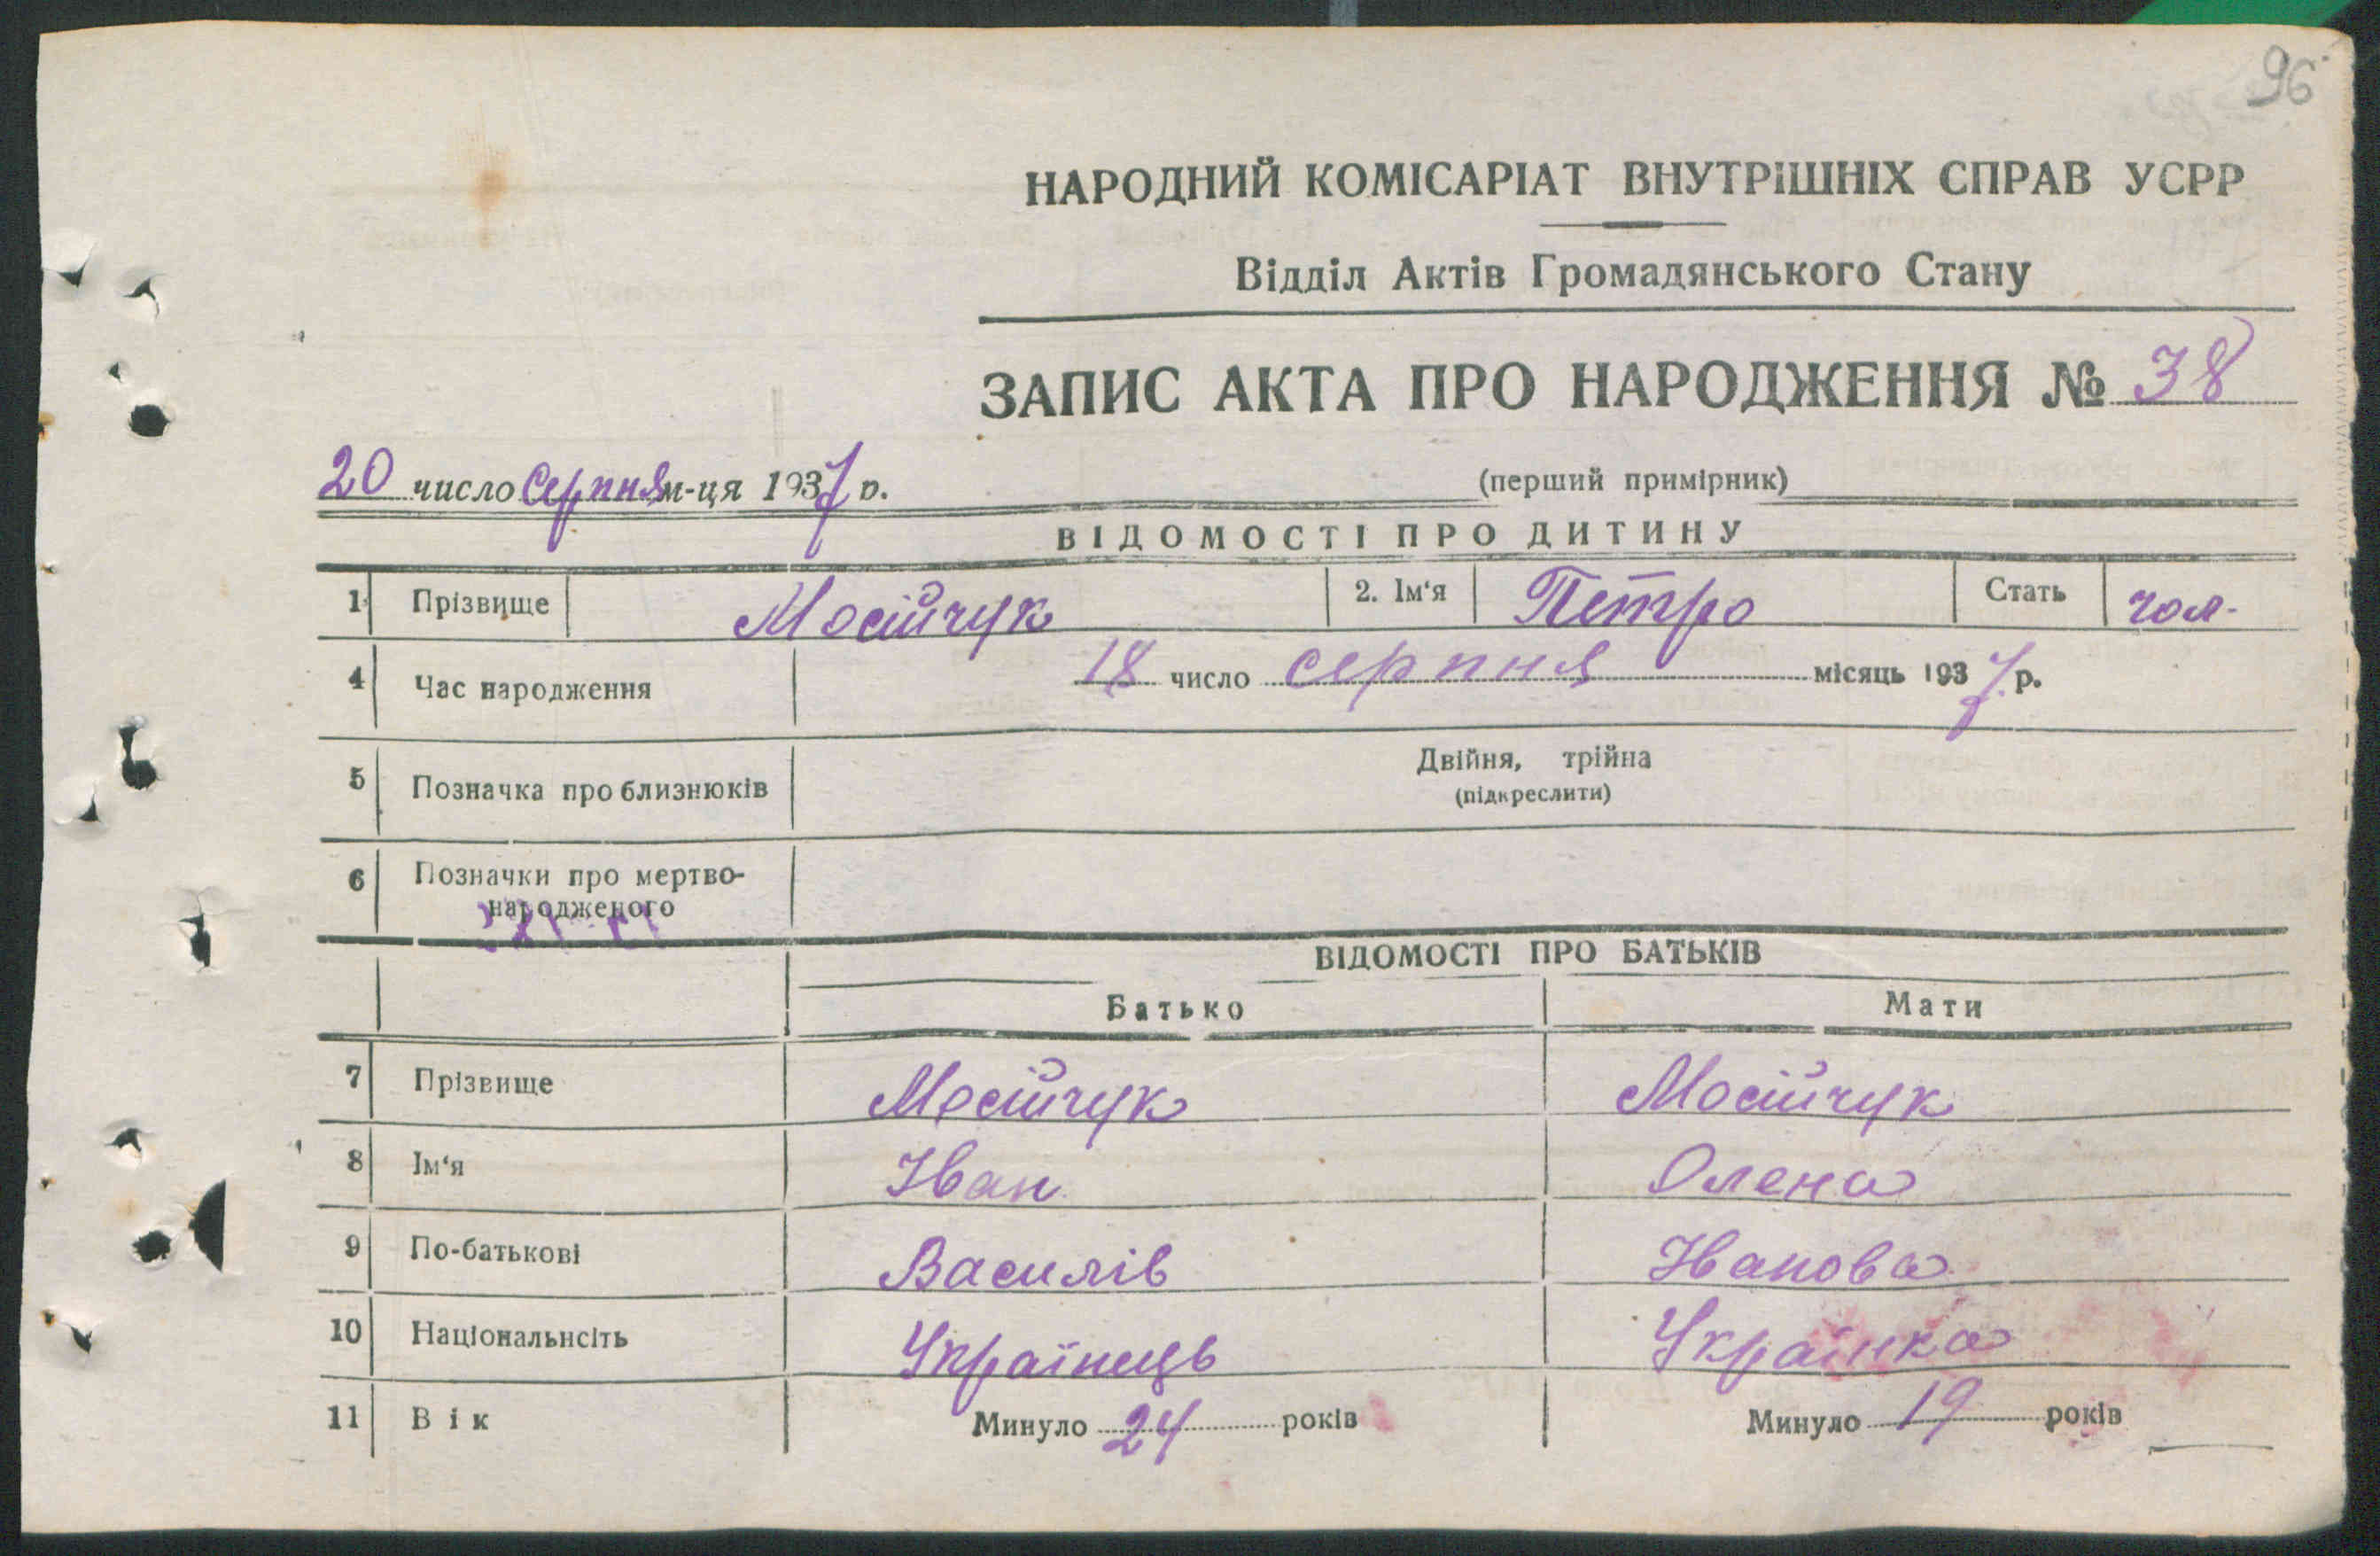 96
НАРОДНИЙ КОМІСАРІАТ ВНУТРІШНІХ СПРАВ УСРР
Відділ Актів Громадянського Стану
ЗАПИС АКТА ПРО НАРОДЖЕННЯ № 38
20 число Серпня м-ця 1937 р.
(перший примірник)
ВІДОМОСТІ ПРО ДИТИНУ
1 Прізвище Мосійчук 2. Ім‘я Петро Стать чол.
4 Час народження 18 число серпня місяць 1937 р.
5 Позначка про близнюків Двійня, трійна
(підкреслити)
6 Позначки про мертво-
народженого
ВІДОМОСТІ ПРО БАТЬКІВ
Батько Мати
7 Прізвище Мосійчук Мосійчук
8 Ім‘я Іван Олена
9 По-батькові Василів Іванова
10 Національнсіть Українець Українка
11 Вік Минуло 24 років Минуло 19 років